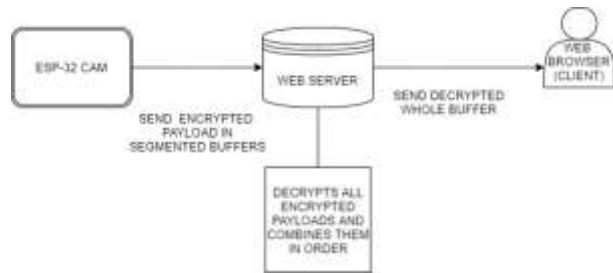 ESP-32 CAM
WEB SERVER
WEB
BROWSER
(CLIENT)
SEND ENCRYPTED
PAYLOAD IN
SEGMENTED BUFFERS
SEND DECRYPTED
WHOLE BUFFER
DECRYPTS ALL
ENCRYPTED
PAYLOADS AND
COMBINES THEM
IN ORDER